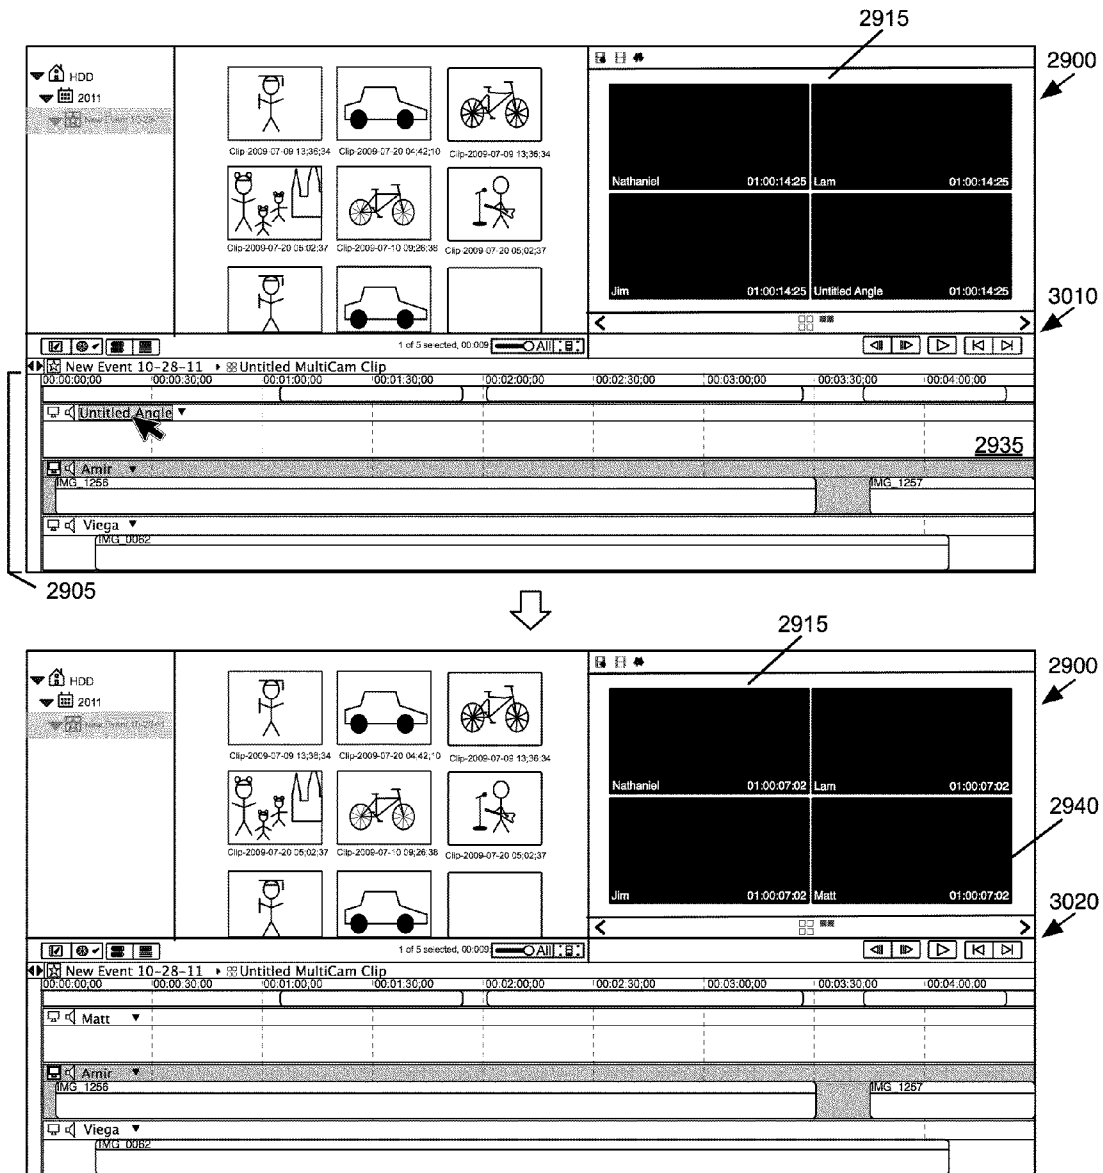 2915
2900
HDD
2011
New Event 10-28-
Clip-2009-07-09 13;36;34 Clip-2009-07-20 04;42;10 Clip-2009-07-09 13;36;34
Clip-2009-07-20 05;02;37 Clip-2009-07-10 09;26;38 Clip-2009-07-20 05;02;37
Nathaniel 01:00:14:25 Lam 01:00:14:25
Jim 01:00:14:25 Untitled Angle 01:00:14:25
3010
1 of 5 selected, 00:009 All
New Event 10-28-11 Untitled MultiCam Clip
00:00:00;00 00:00:30;00 00:01:00;00 00:01:30;00 00:02:00;00 00:02:30;00 00:03:00;00 00:03:30;00 00:04:00;00
Untitled Angle
2935
Amir
IMG_1256 IMG_1257
Viega
IMG_0062
2905
2915
2900
HDD
2011
New Event
Clip-2009-07-09 13;36;34 Clip-2009-07-20 04;42;10 Clip-2009-07-09 13;36;34
Clip-2009-07-20 05;02;37 Clip-2009-07-10 09;26;38 Clip-2009-07-20 05;02;37
Nathaniel 01:00:07:02 Lam 01:00:07:02
2940
Jim 01:00:07:02 Matt 01:00:07:02
3020
1 of 5 selected, 00:009 All
New Event 10-28-11 Untitled MultiCam Clip
00:00:00;00 00:00:30;00 00:01:00;00 00:01:30;00 00:02:00;00 00:02:30;00 00:03:00;00 00:03:30;00 00:04:00;00
Matt
Amir
IMG_1256 IMG_1257
Viega
IMG_0062